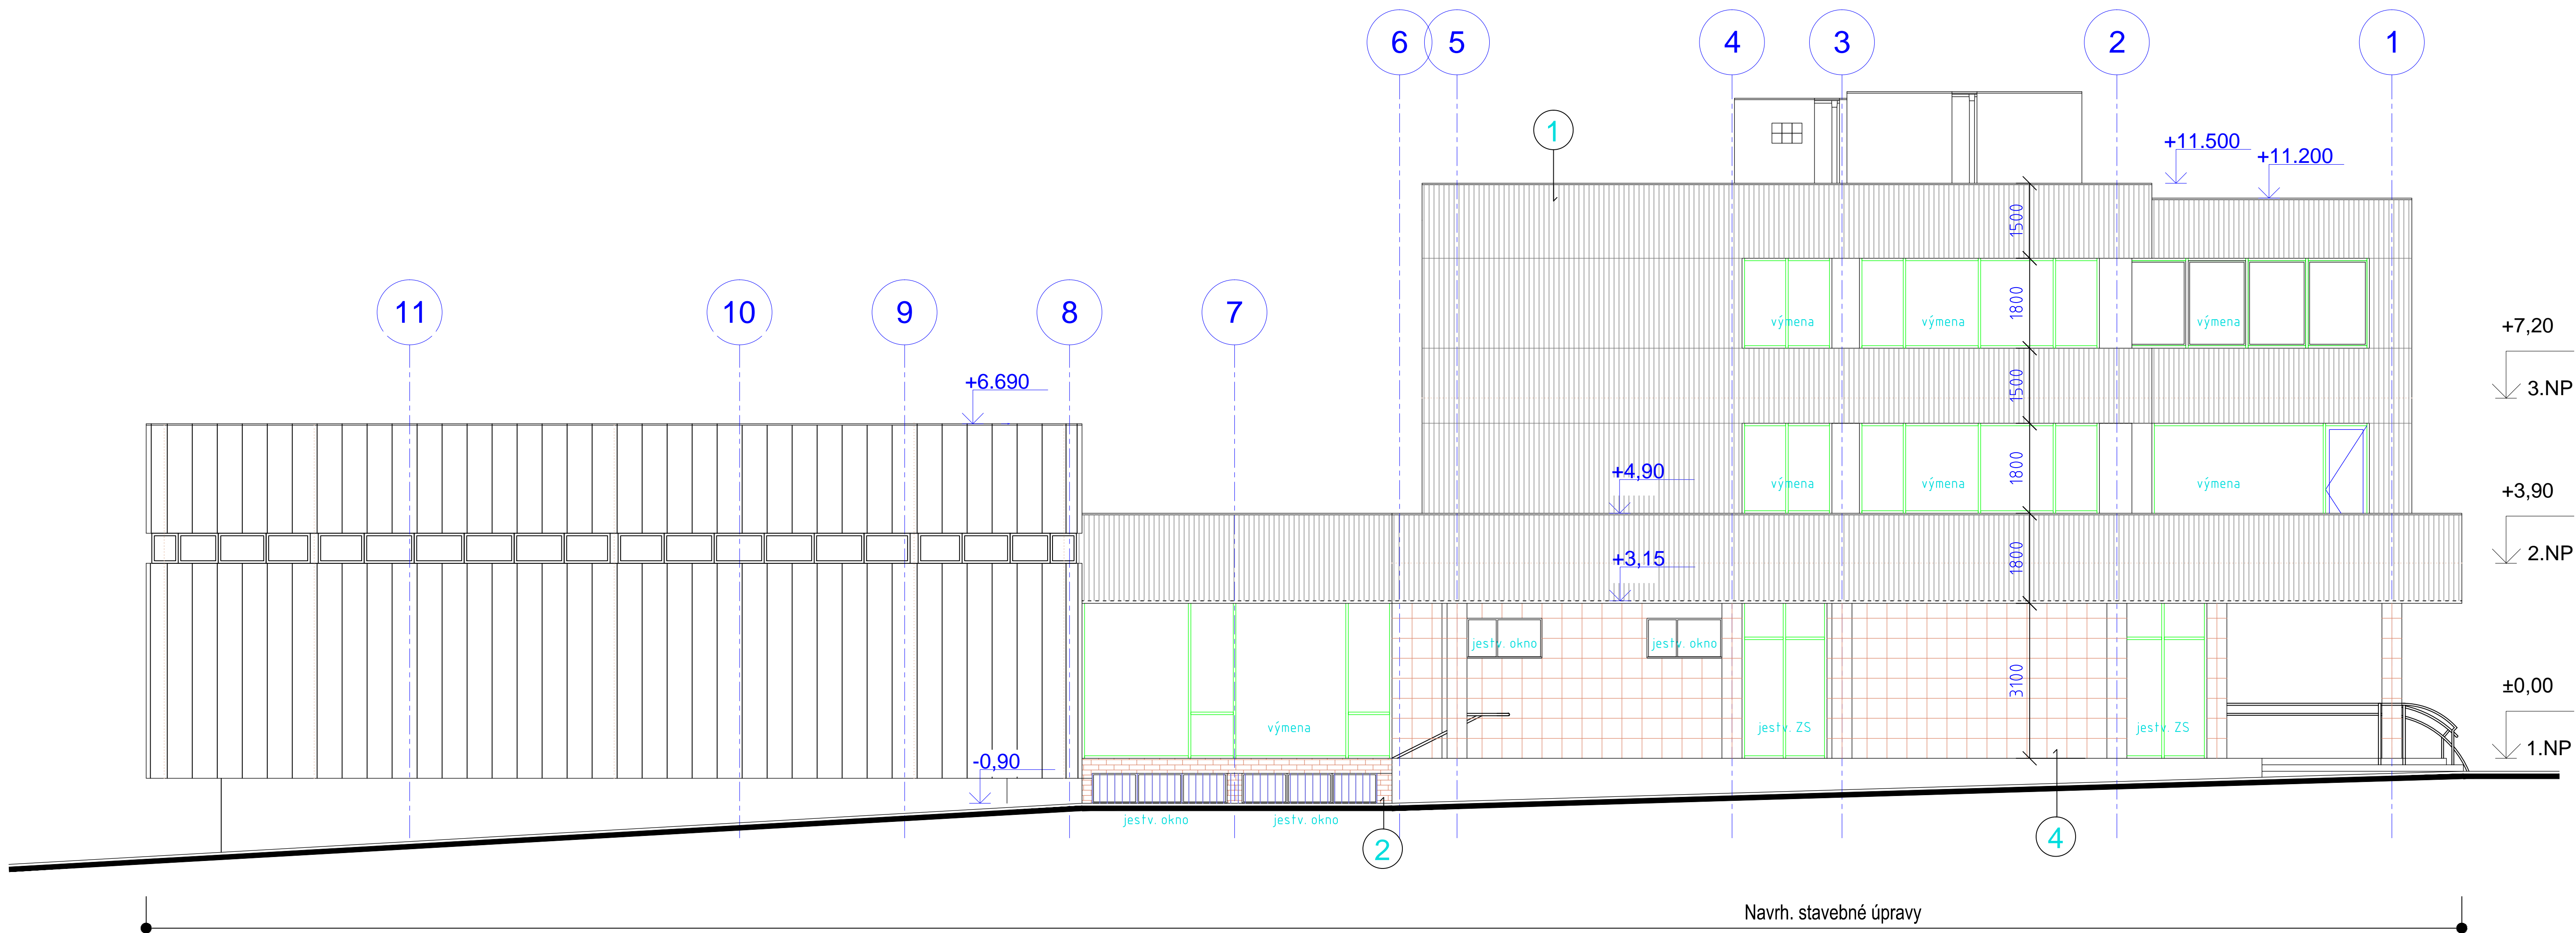 6 5 4 3 2 1
1
+11.500
+11.200
1500
11 10 9 8 7
1800
výmena výmena výmena
+7,20
3.NP
+6.690
1500
+4,90
1800
výmena výmena výmena
+3,90
2.NP
+3,15
1800
jestv. okno jestv. okno
3100
±0,00
výmena jestv. ZS jestv. ZS
1.NP
-0,90
jestv. okno jestv. okno
2
4
Navrh. stavebné úpravy